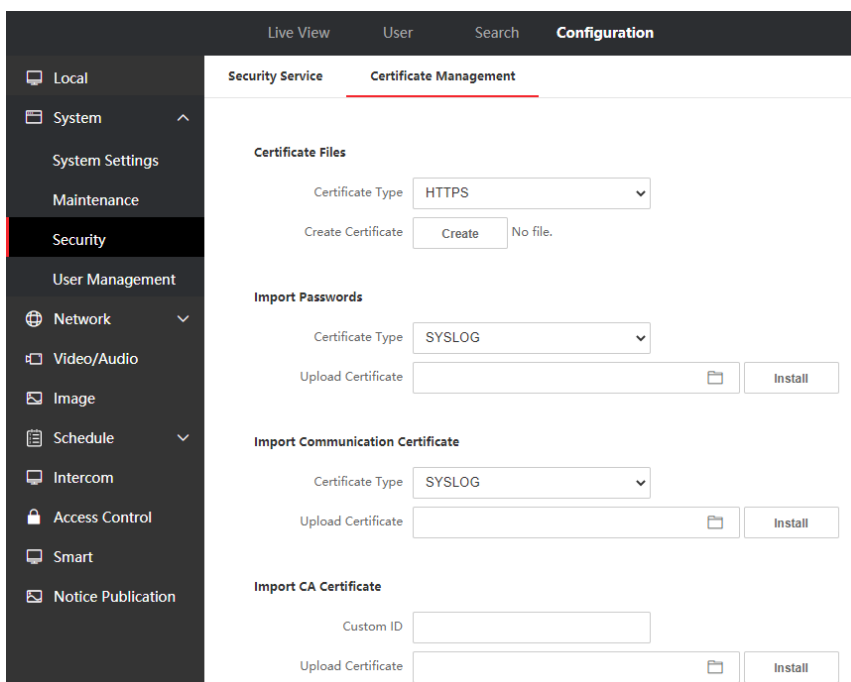 Live View User Search Configuration
Local
System
System Settings
Maintenance
Security
User Management
Network
Video/Audio
Image
Schedule
Intercom
Access Control
Smart
Notice Publication
Security Service Certificate Management
Certificate Files
Certificate Type HTTPS
Create Certificate Create No file.
Import Passwords
Certificate Type SYSLOG
Upload Certificate Install
Import Communication Certificate
Certificate Type SYSLOG
Upload Certificate Install
Import CA Certificate
Custom ID
Upload Certificate Install